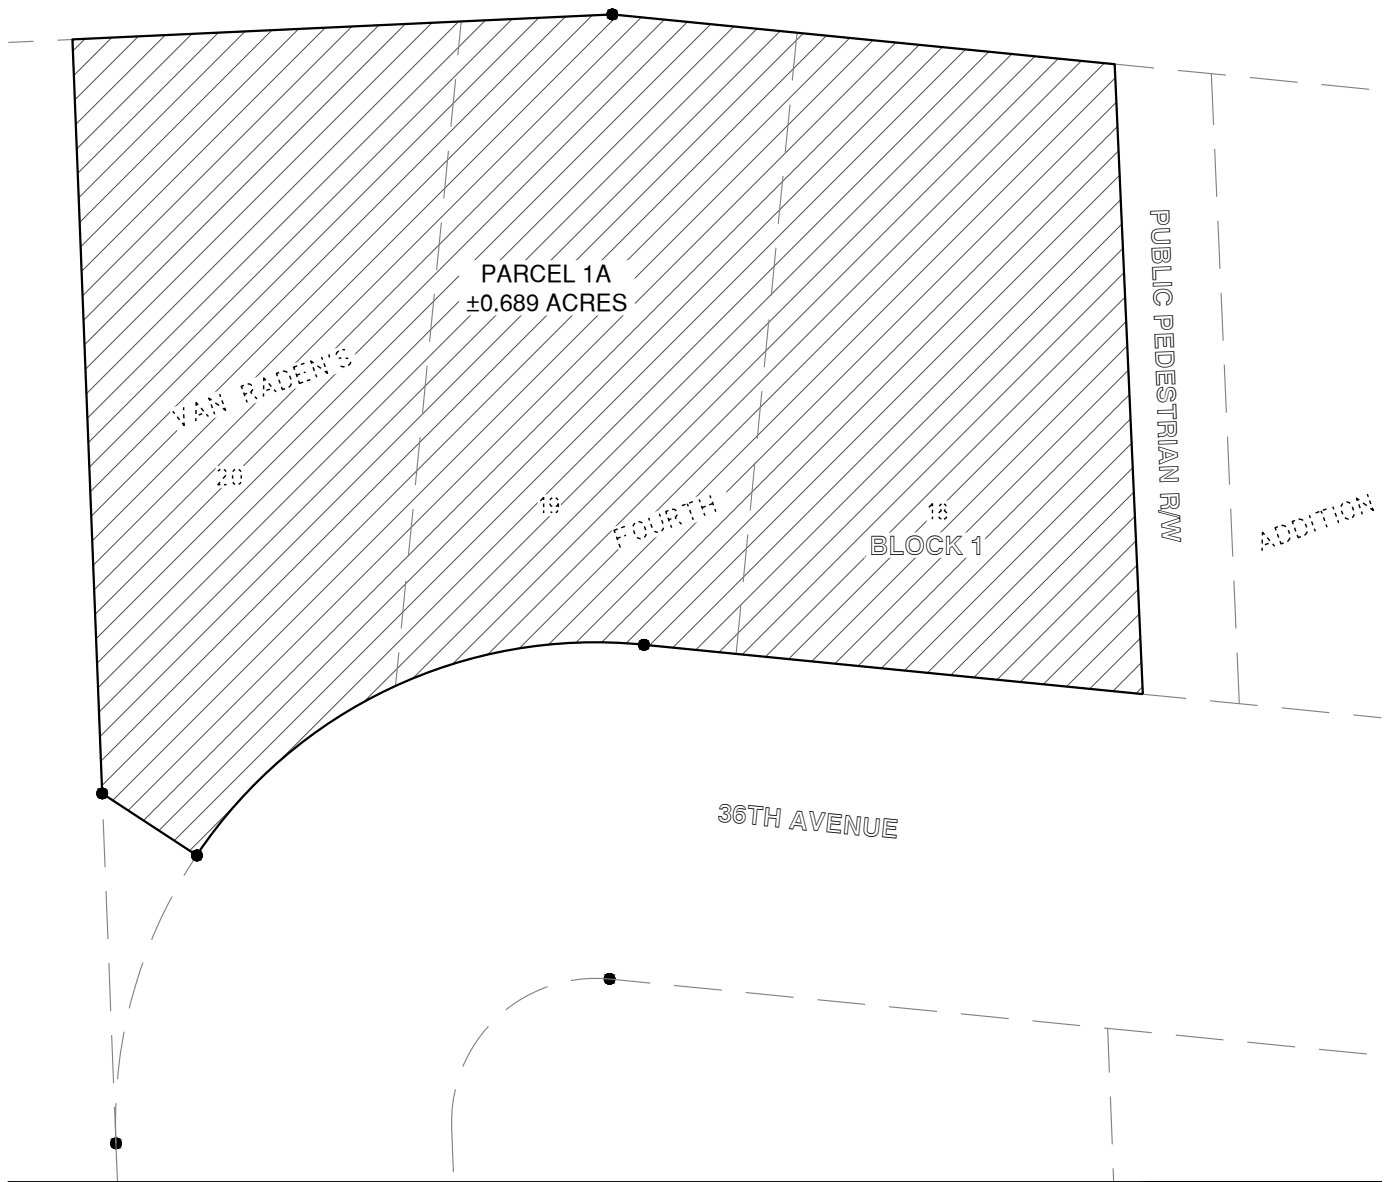 PARCEL 1A
±0.689 ACRES
PUBLIC PEDESTRIAN R/W
VAN RADEN'S
20
19
FOURTH
18
BLOCK 1
ADDITION
36TH AVENUE